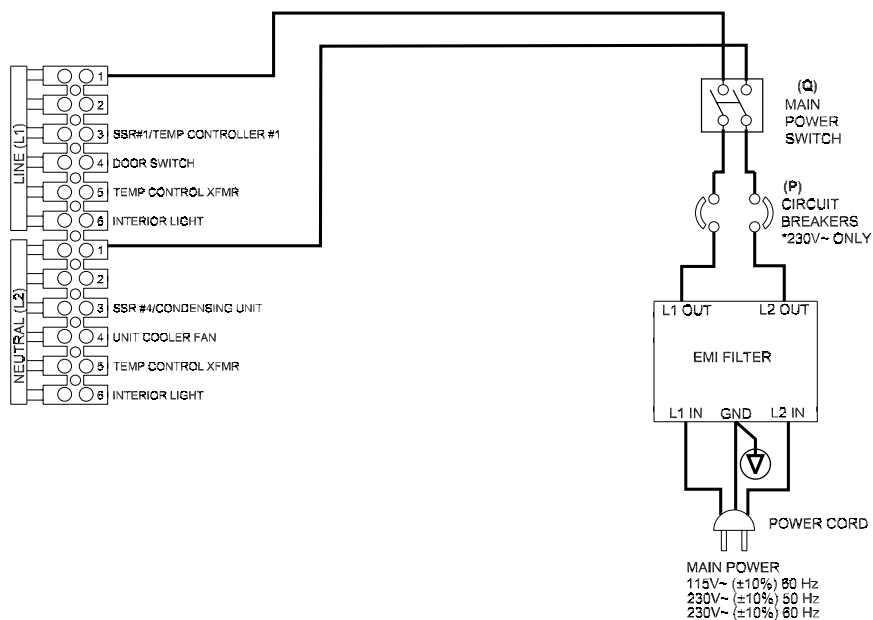 LINE (L1)
1
2
3 SSR#1/TEMP CONTROLLER #1
4 DOOR SWITCH
5 TEMP CONTROL XFMR
6 INTERIOR LIGHT
NEUTRAL (L2)
1
2
3 SSR #4/CONDENSING UNIT
4 UNIT COOLER FAN
5 TEMP CONTROL XFMR
6 INTERIOR LIGHT
(Q)
MAIN
POWER
SWITCH
(P)
CIRCUIT
BREAKERS
*230V~ ONLY
L1 OUT L2 OUT
EMI FILTER
L1 IN GND L2 IN
POWER CORD
MAIN POWER
115V~ (±10%) 60 Hz
230V~ (±10%) 50 Hz
230V~ (±10%) 60 Hz